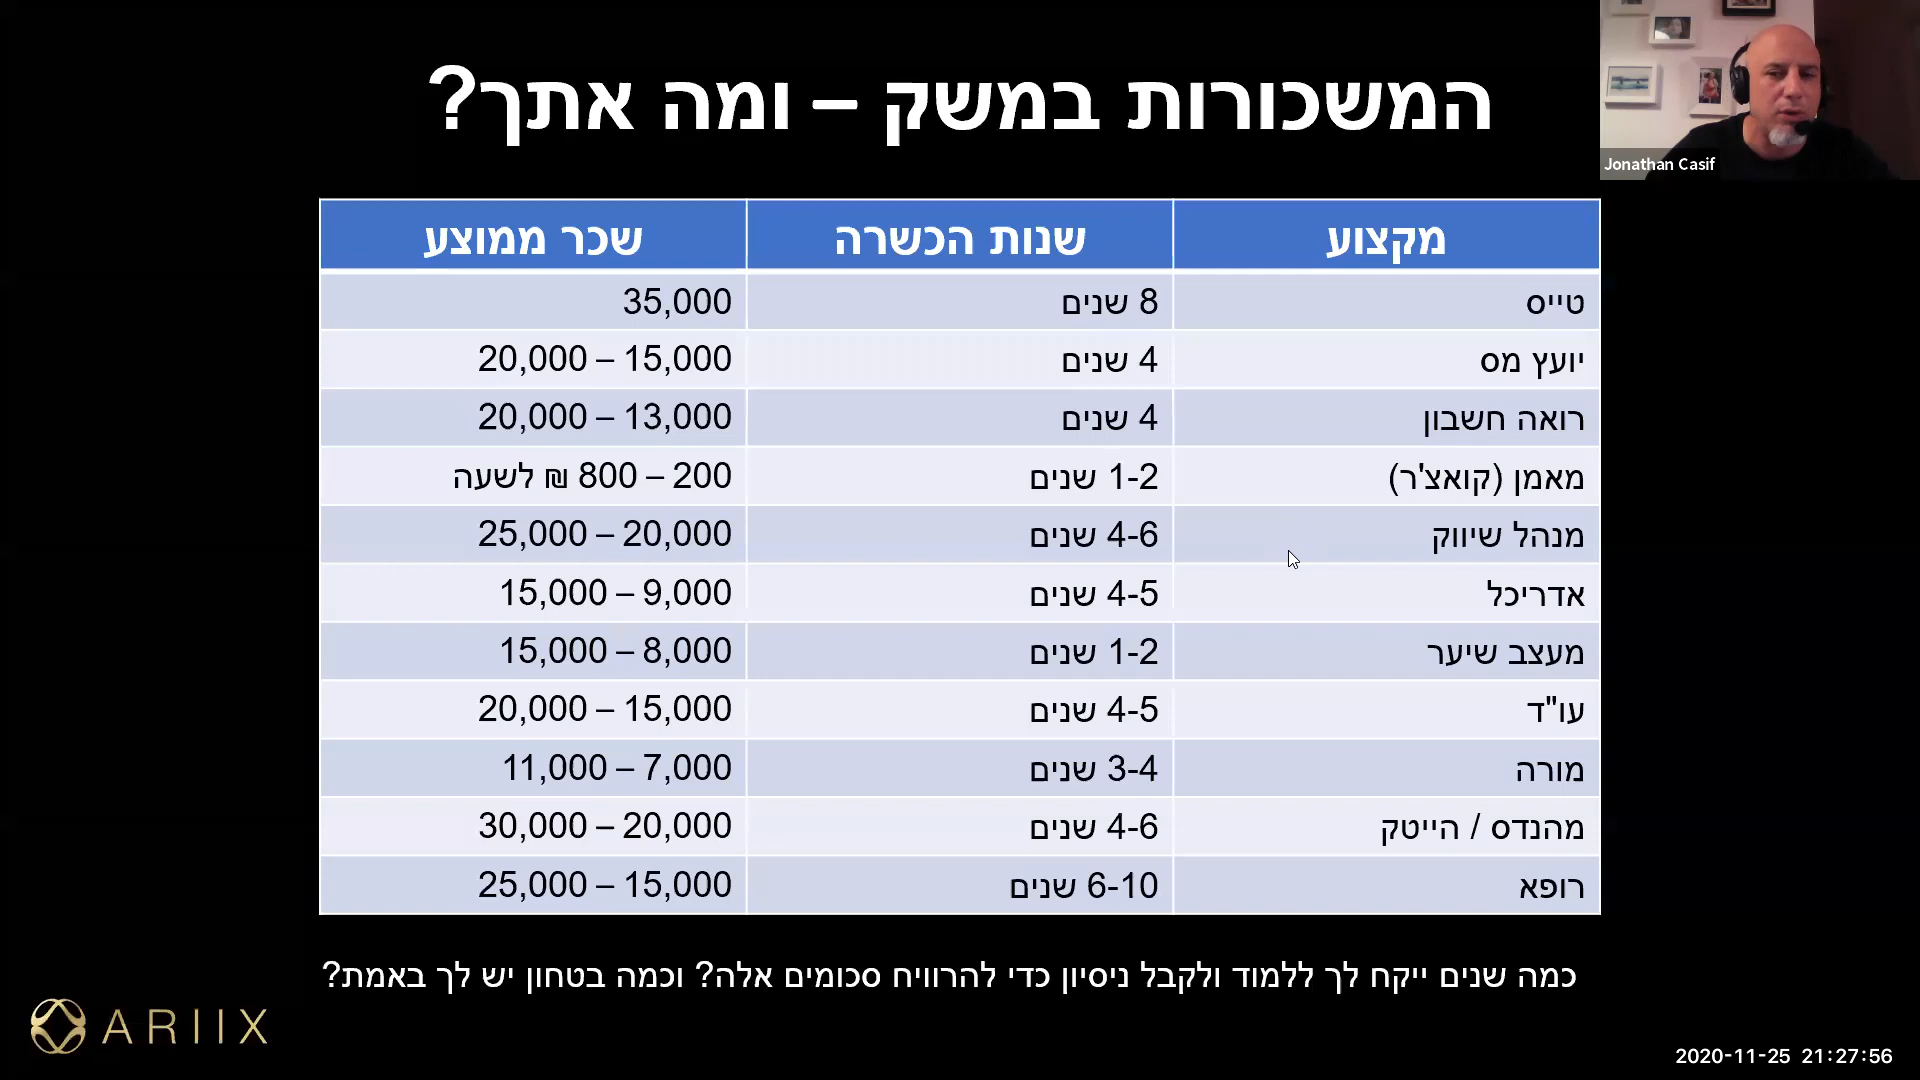 המשכורות במשק – ומה אתך?
Jonathan Casif
מקצוע שנות הכשרה שכר ממוצע
טייס 8 שנים 35,000
יועץ מס 4 שנים 15,000 – 20,000
רואה חשבון 4 שנים 13,000 – 20,000
מאמן (קואצ'ר) 1-2 שנים 200 – 800 ₪ לשעה
מנהל שיווק 4-6 שנים 20,000 – 25,000
אדריכל 4-5 שנים 9,000 – 15,000
מעצב שיער 1-2 שנים 8,000 – 15,000
עו"ד 4-5 שנים 15,000 – 20,000
מורה 3-4 שנים 7,000 – 11,000
מהנדס / הייטק 4-6 שנים 20,000 – 30,000
רופא 6-10 שנים 15,000 – 25,000
כמה שנים ייקח לך ללמוד ולקבל ניסיון כדי להרוויח סכומים אלה? וכמה בטחון יש לך באמת?
ARIIX
2020-11-25 21:27:56